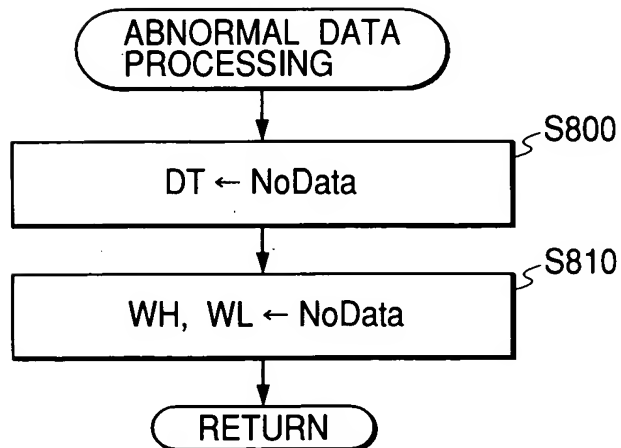 ABNORMAL DATA
PROCESSING
S800
DT ← NoData
S810
WH, WL ← NoData
RETURN